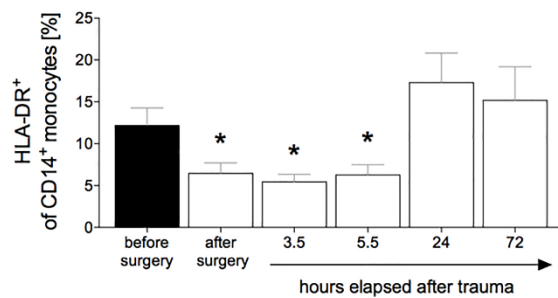 HLA-DR⁺
of CD14⁺ monocytes [%]
25
20
15
10
5
0
* * *
before surgery
after surgery
3.5
5.5
24
72
hours elapsed after trauma